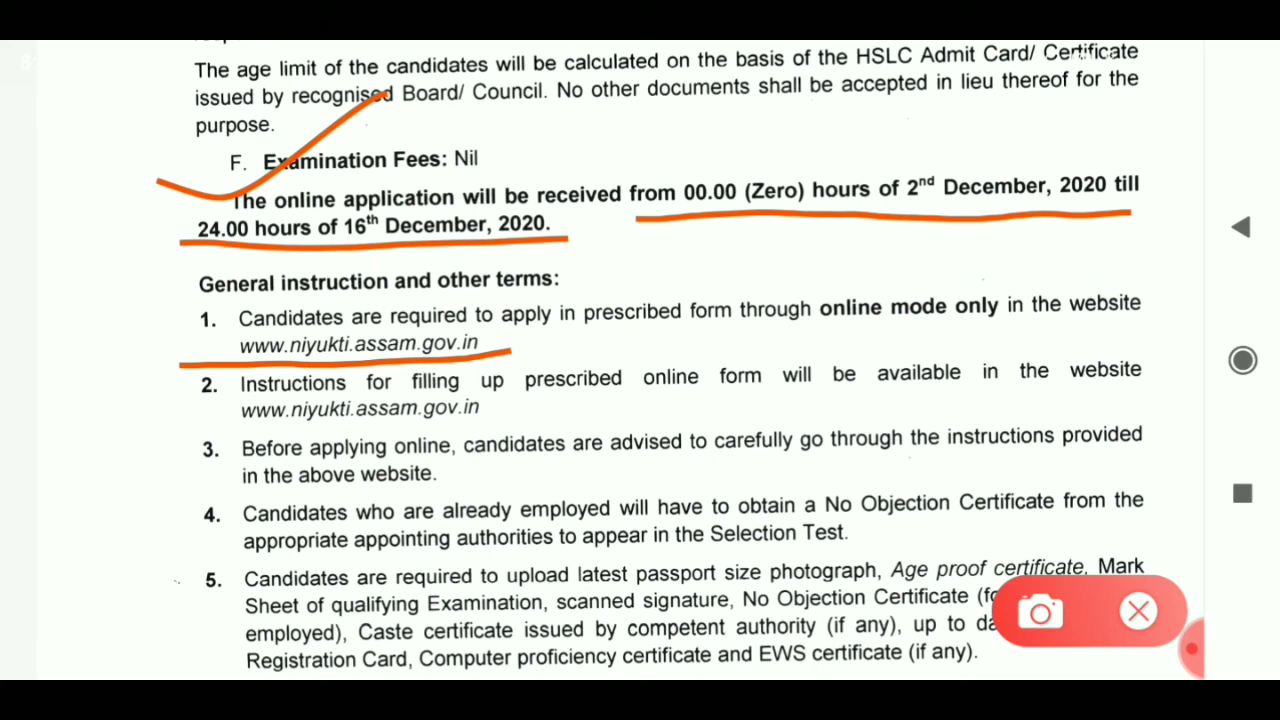 The age limit of the candidates will be calculated on the basis of the HSLC Admit Card/ Certificate
issued by recognised Board/ Council. No other documents shall be accepted in lieu thereof for the
purpose.
F. Examination Fees: Nil
The online application will be received from 00.00 (Zero) hours of 2nd December, 2020 till
24.00 hours of 16th December, 2020.
General instruction and other terms:
1. Candidates are required to apply in prescribed form through online mode only in the website
www.niyukti.assam.gov.in
2. Instructions for filling up prescribed online form will be available in the website
www.niyukti.assam.gov.in
3. Before applying online, candidates are advised to carefully go through the instructions provided
in the above website.
4. Candidates who are already employed will have to obtain a No Objection Certificate from the
appropriate appointing authorities to appear in the Selection Test.
5. Candidates are required to upload latest passport size photograph, Age proof certificate, Mark
Sheet of qualifying Examination, scanned signature, No Objection Certificate
employed), Caste certificate issued by competent authority (if any), up to
Registration Card, Computer proficiency certificate and EWS certificate (if any).